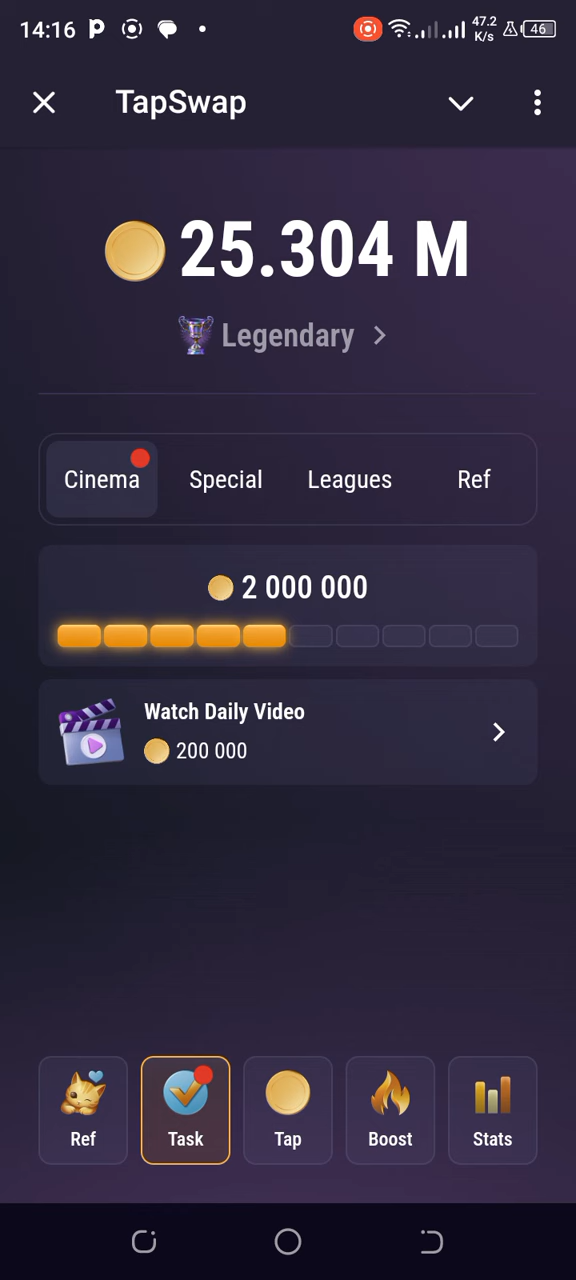 14:16
47.2
K/s
46
TapSwap
25.304 M
Legendary
Cinema
Special
Leagues
Ref
2 000 000
Watch Daily Video
200 000
Ref
Task
Tap
Boost
Stats